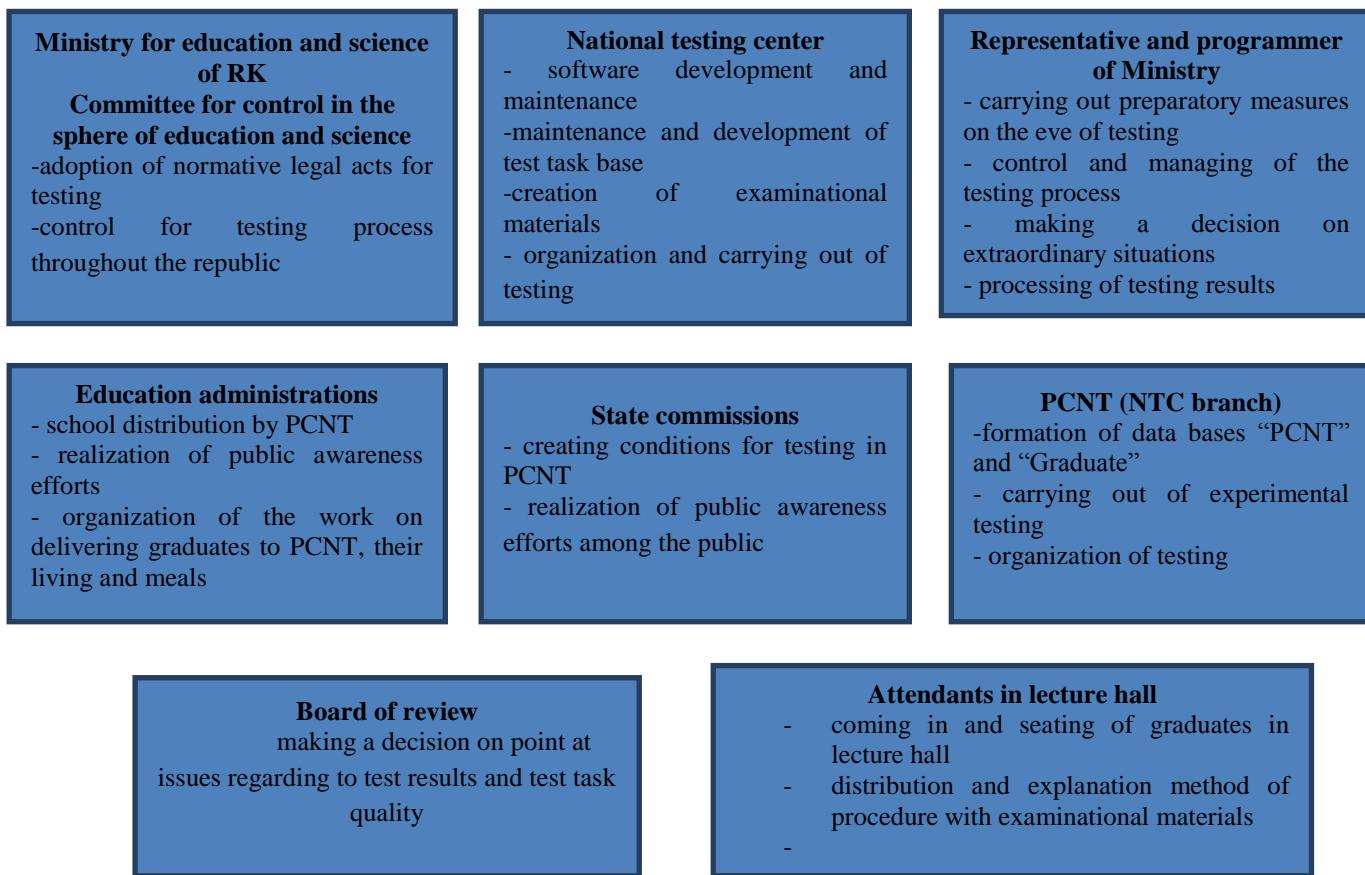 Ministry for education and science
of RK
Committee for control in the
sphere of education and science
-adoption of normative legal acts for
testing
-control for testing process
throughout the republic
National testing center
- software development and
maintenance
-maintenance and development of
test task base
-creation of examinational
materials
- organization and carrying out of
testing
Representative and programmer
of Ministry
- carrying out preparatory measures
on the eve of testing
- control and managing of the
testing process
- making a decision on
extraordinary situations
- processing of testing results
Education administrations
- school distribution by PCNT
- realization of public awareness
efforts
- organization of the work on
delivering graduates to PCNT, their
living and meals
State commissions
- creating conditions for testing in
PCNT
- realization of public awareness
efforts among the public
PCNT (NTC branch)
-formation of data bases “PCNT”
and “Graduate”
- carrying out of experimental
testing
- organization of testing
Board of review
making a decision on point at
issues regarding to test results and test task
quality
Attendants in lecture hall
- coming in and seating of graduates in
lecture hall
- distribution and explanation method of
procedure with examinational materials
-